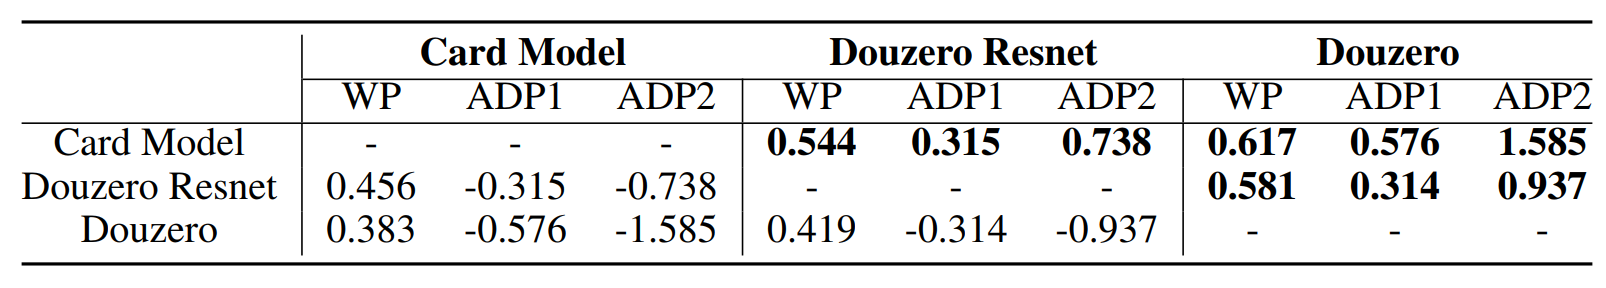 Card Model Douzero Resnet Douzero
WP ADP1 ADP2 WP ADP1 ADP2 WP ADP1 ADP2
Card Model - - - 0.544 0.315 0.738 0.617 0.576 1.585
Douzero Resnet 0.456 -0.315 -0.738 - - - 0.581 0.314 0.937
Douzero 0.383 -0.576 -1.585 0.419 -0.314 -0.937 - - -